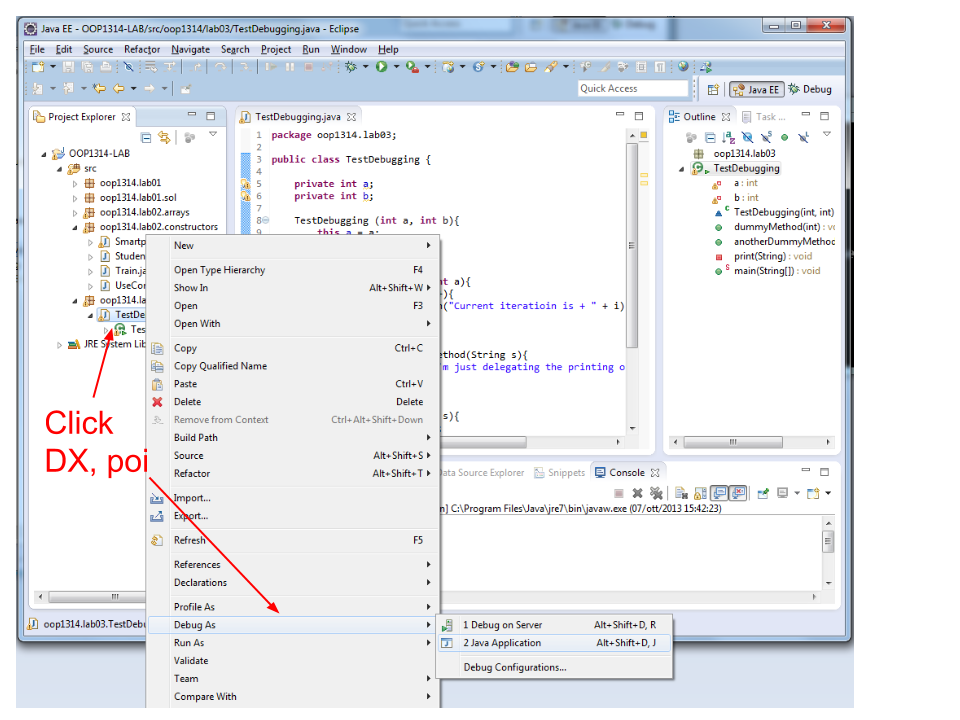 Java EE - OOP1314-LAB/src/oop1314/lab03/TestDebugging.java - Eclipse
File Edit Source Refactor Navigate Search Project Run Window Help
Quick Access
Java EE
Debug
Project Explorer
OOP1314-LAB
src
oop1314.lab01
oop1314.lab01.sol
oop1314.lab02.arrays
oop1314.lab02.constructors
Smartp
Studen
Train.ja
UseCor
oop1314.la
TestDe
Tes
JRE System Lib
TestDebugging.java
1 package oop1314.lab03;
2
3 public class TestDebugging {
4
5 private int a;
6 private int b;
7
8 TestDebugging (int a, int b){
9 this.a = a;
nt a){
){
("Current iteratioin is + " + i)
ethod(String s){
m just delegating the printing o
s){
Outline
Task ...
oop1314.lab03
TestDebugging
a : int
b : int
TestDebugging(int, int)
dummyMethod(int) : vo
anotherDummyMethoc
print(String) : void
main(String[]) : void
Click
DX, poi
New
Open Type Hierarchy F4
Show In Alt+Shift+W
Open F3
Open With
Copy Ctrl+C
Copy Qualified Name
Paste Ctrl+V
Delete Delete
Remove from Context Ctrl+Alt+Shift+Down
Build Path
Source Alt+Shift+S
Refactor Alt+Shift+T
Import...
Export...
Refresh F5
References
Declarations
Profile As
Debug As
Run As
Validate
Team
Compare With
1 Debug on Server Alt+Shift+D, R
2 Java Application Alt+Shift+D, J
Debug Configurations...
Data Source Explorer
Snippets
Console
n] C:\Program Files\Java\jre7\bin\javaw.exe (07/ott/2013 15:42:23)
oop1314.lab03.TestDebu